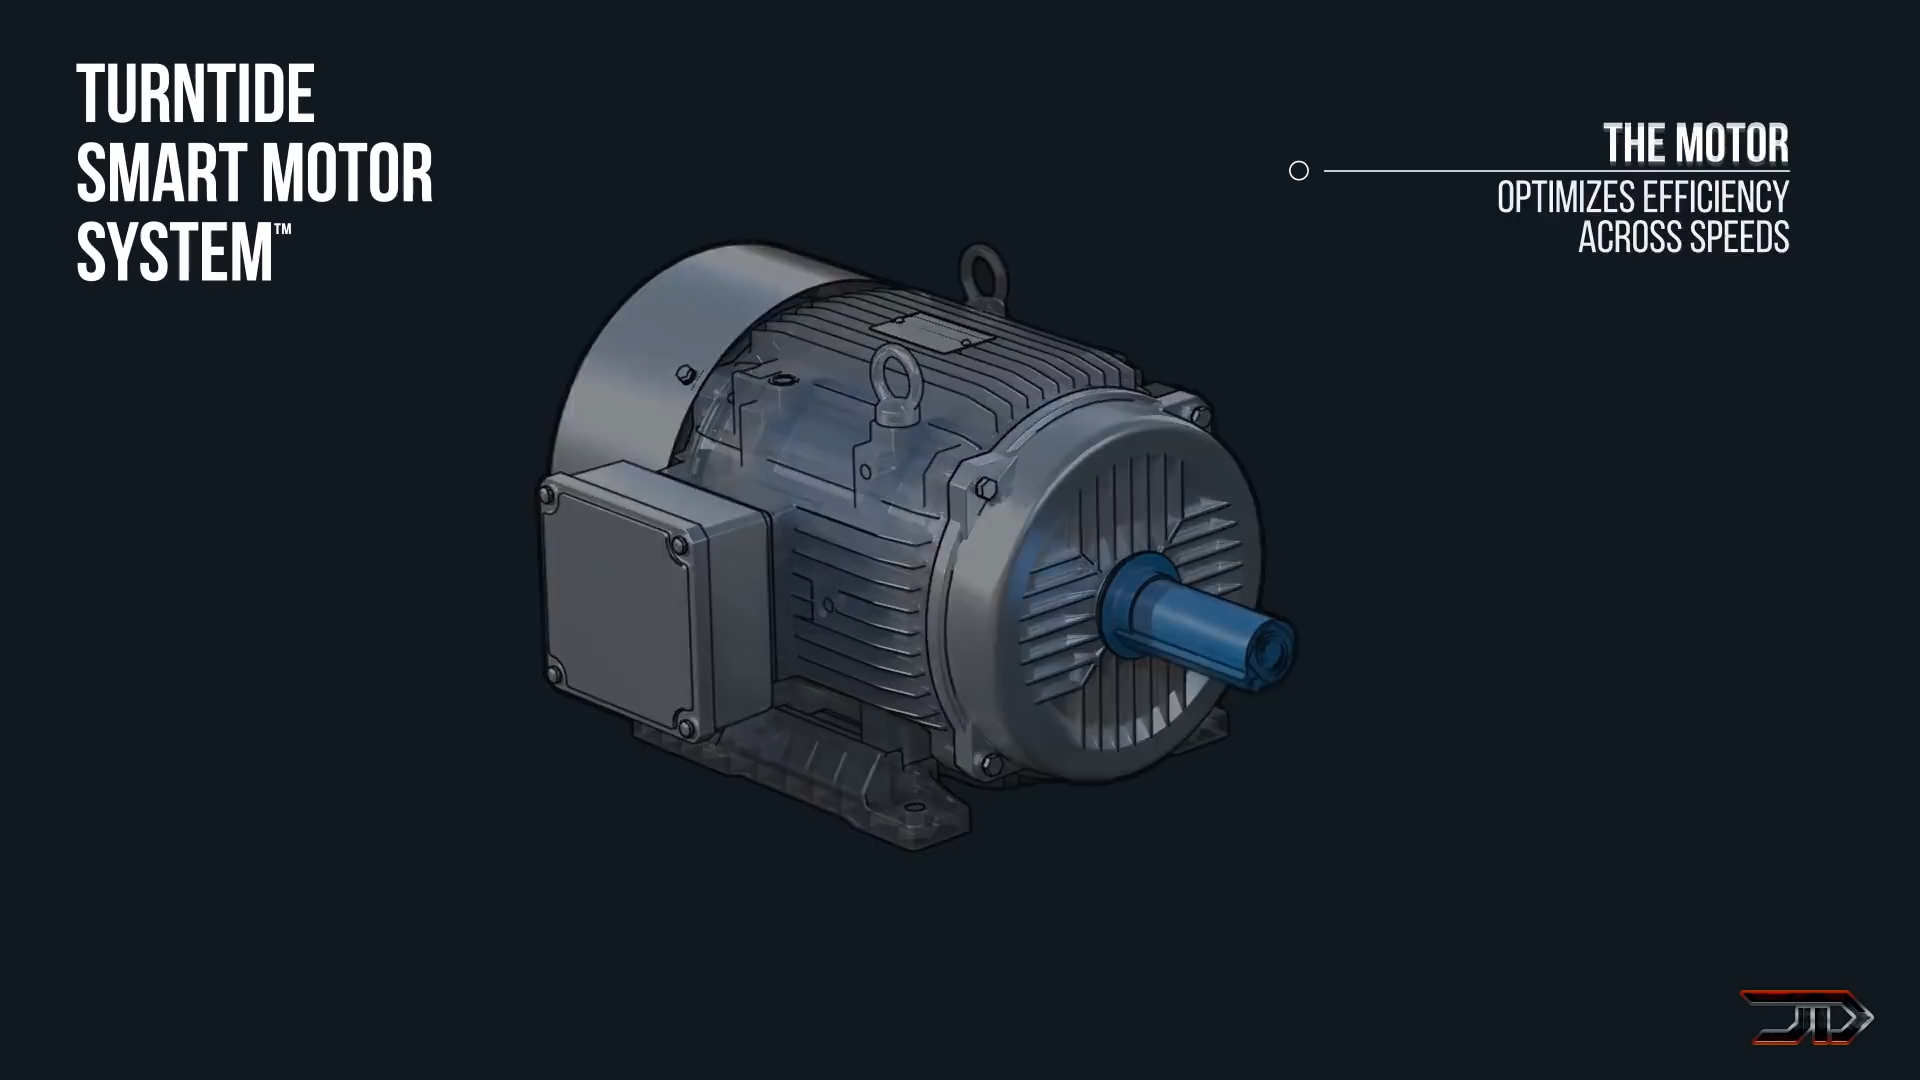 TURNTIDE
SMART MOTOR
SYSTEM™
THE MOTOR
OPTIMIZES EFFICIENCY
ACROSS SPEEDS